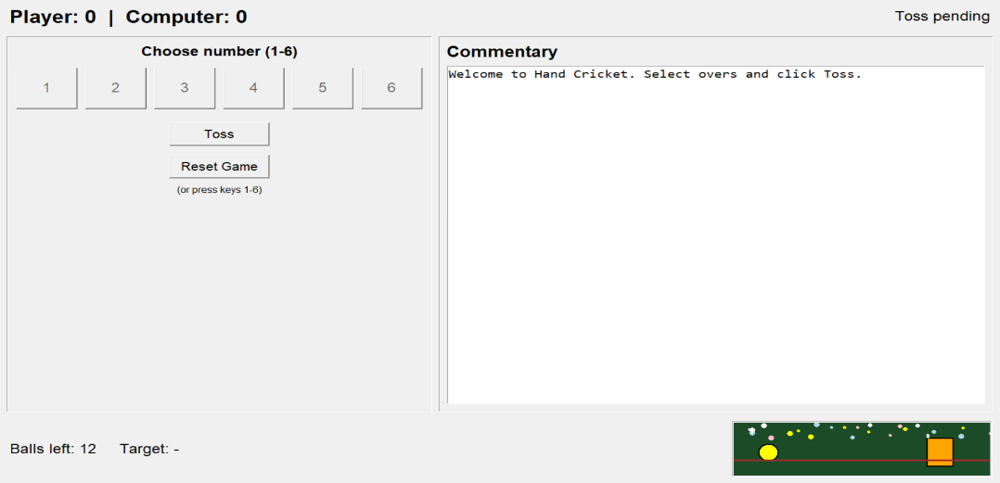 Player: 0 | Computer: 0
Toss pending
Choose number (1-6)
1 2 3 4 5 6
Toss
Reset Game
(or press keys 1-6)
Commentary
Welcome to Hand Cricket. Select overs and click Toss.
Balls left: 12 Target: -